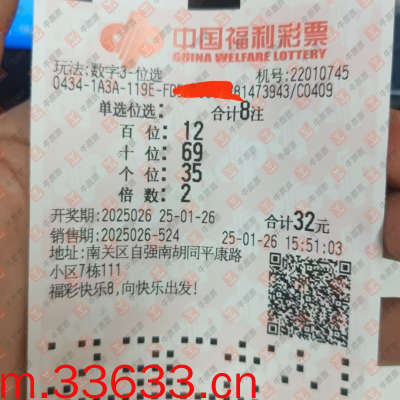 中国福利彩票
CHINA WELFARE LOTTERY
玩法:数字3-位选 机号:22010745
0434-1A3A-119E-FD 81473943/C0409
单选位选: 合计8注
百 位: 12
十 位: 69
个 位: 35
倍 数: 2
开奖期:2025026 25-01-26 合计32元
销售期:2025026-524 25-01-26 15:51:03
地址:南关区自强南胡同平康路
小区7栋111
福彩快乐8,向快乐出发!
m.33633.cn